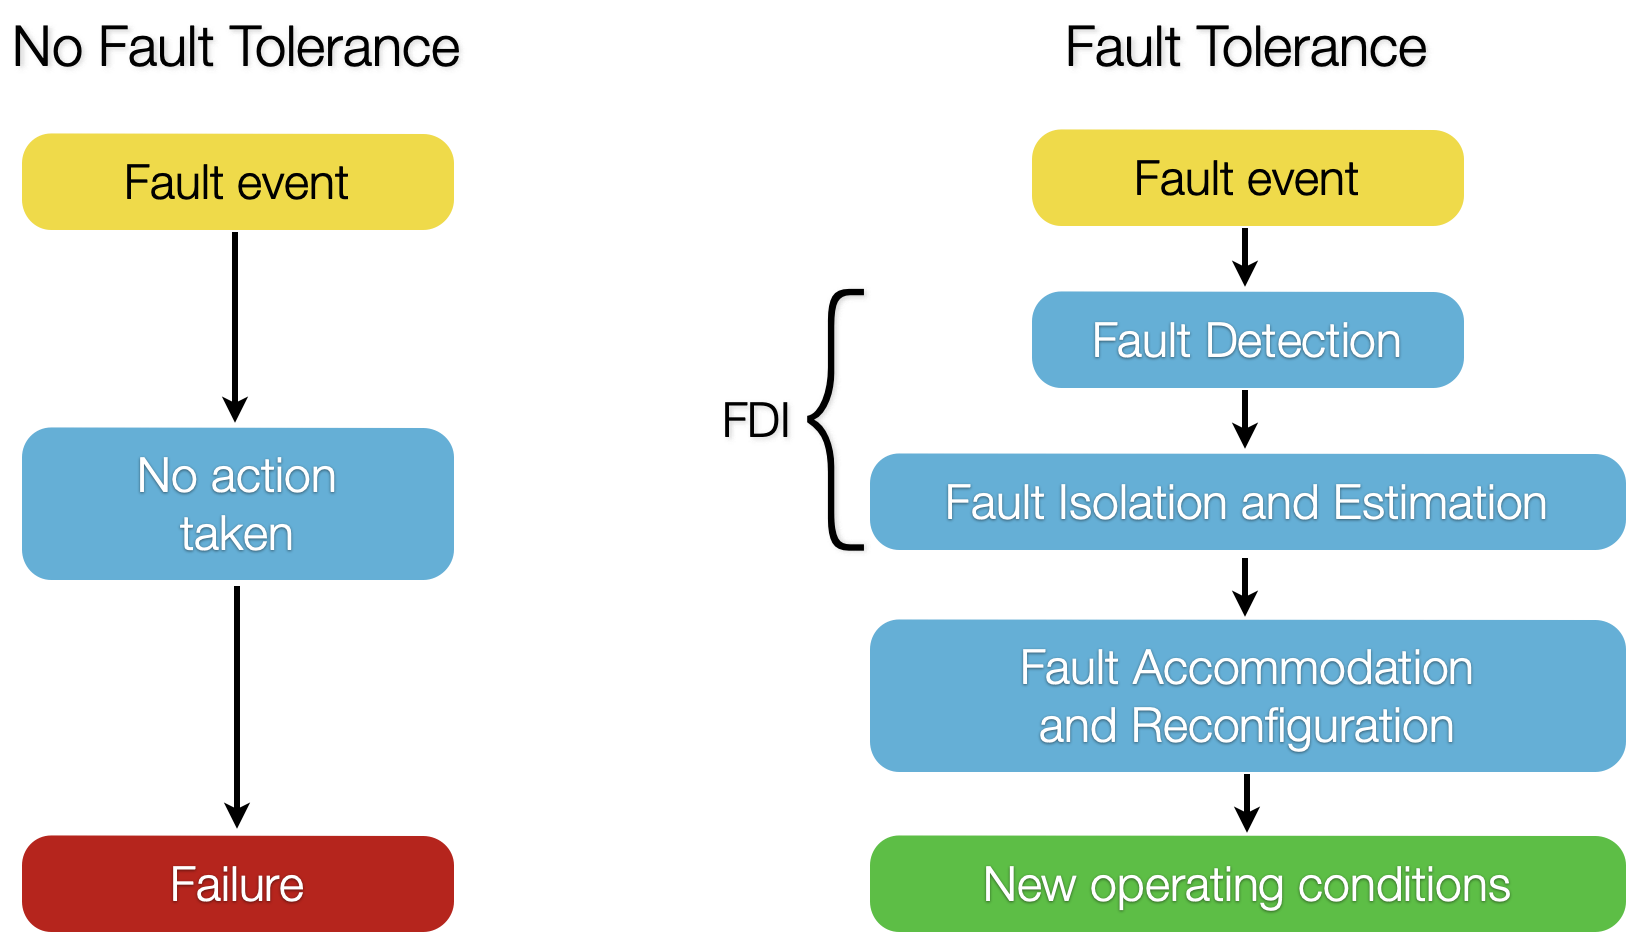 No Fault Tolerance
Fault event
No action
taken
Failure
Fault Tolerance
Fault event
FDI
Fault Detection
Fault Isolation and Estimation
Fault Accommodation
and Reconfiguration
New operating conditions